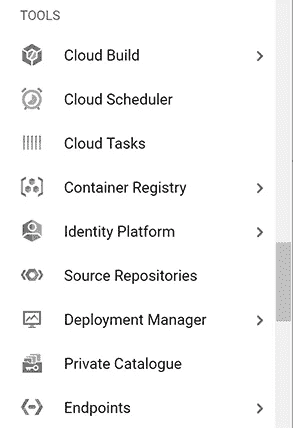 TOOLS
Cloud Build
Cloud Scheduler
Cloud Tasks
Container Registry
Identity Platform
Source Repositories
Deployment Manager
Private Catalogue
Endpoints